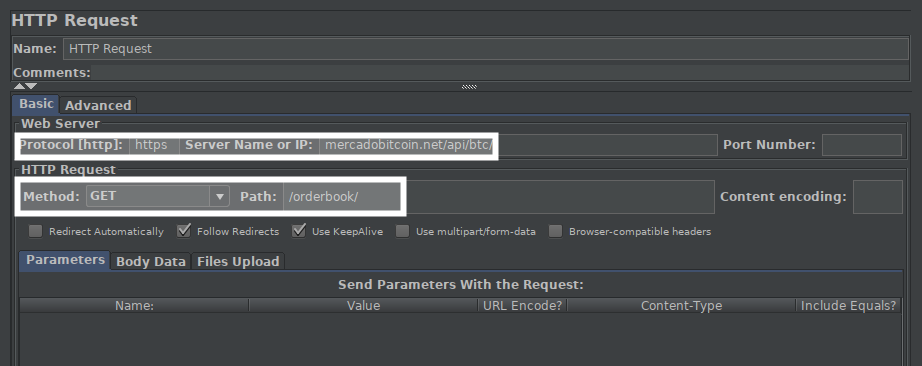 HTTP Request
Name: HTTP Request
Comments:
Basic Advanced
Web Server
Protocol [http]: https Server Name or IP: mercadobitcoin.net/api/btc/ Port Number:
HTTP Request
Method: GET Path: /orderbook/ Content encoding:
Redirect Automatically Follow Redirects Use KeepAlive Use multipart/form-data Browser-compatible headers
Parameters Body Data Files Upload
Send Parameters With the Request:
Name: Value URL Encode? Content-Type Include Equals?